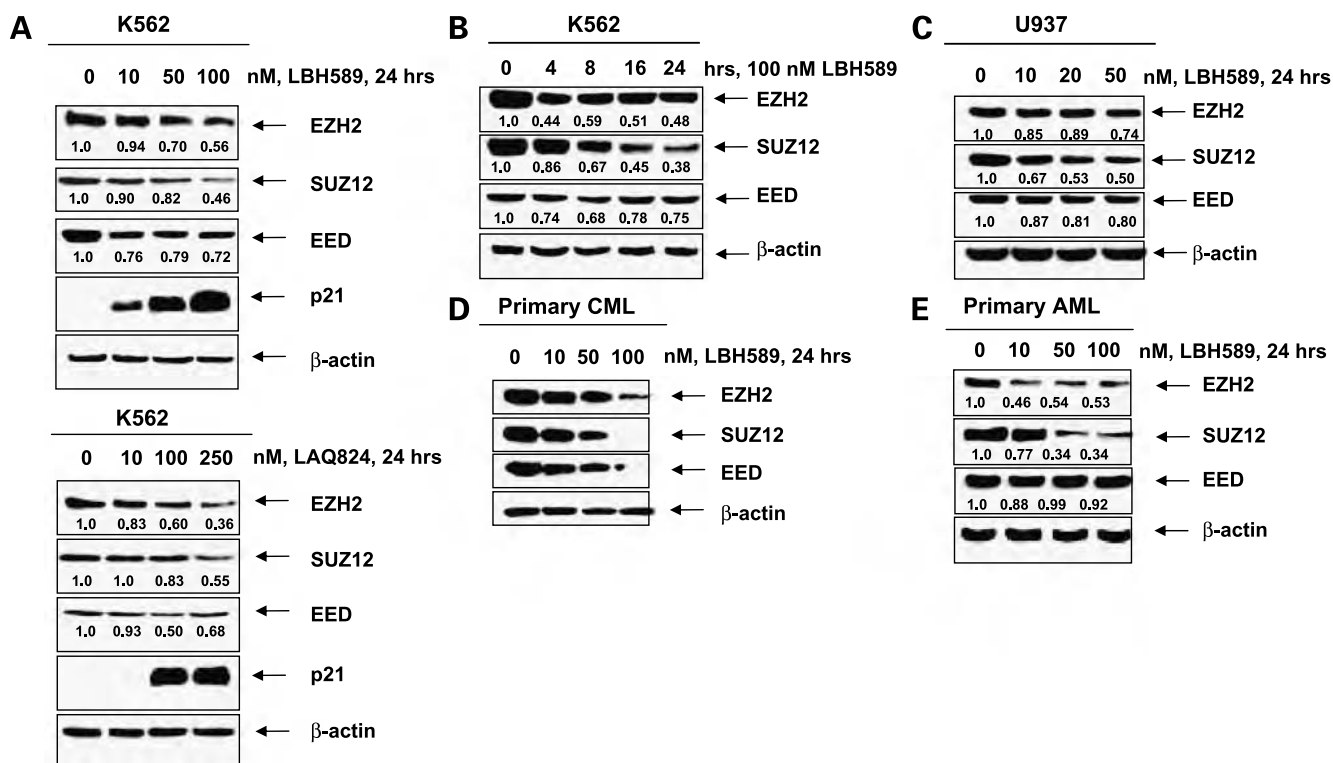 A
K562
0 10 50 100 nM, LBH589, 24 hrs
EZH2
1.0 0.94 0.70 0.56
SUZ12
1.0 0.90 0.82 0.46
EED
1.0 0.76 0.79 0.72
p21
β-actin
K562
0 10 100 250 nM, LAQ824, 24 hrs
EZH2
1.0 0.83 0.60 0.36
SUZ12
1.0 1.0 0.83 0.55
EED
1.0 0.93 0.50 0.68
p21
β-actin
B
K562
0 4 8 16 24 hrs, 100 nM LBH589
EZH2
1.0 0.44 0.59 0.51 0.48
SUZ12
1.0 0.86 0.67 0.45 0.38
EED
1.0 0.74 0.68 0.78 0.75
β-actin
C
U937
0 10 20 50 nM, LBH589, 24 hrs
EZH2
1.0 0.85 0.89 0.74
SUZ12
1.0 0.67 0.53 0.50
EED
1.0 0.87 0.81 0.80
β-actin
D
Primary CML
0 10 50 100 nM, LBH589, 24 hrs
EZH2
SUZ12
EED
β-actin
E
Primary AML
0 10 50 100 nM, LBH589, 24 hrs
EZH2
1.0 0.46 0.54 0.53
SUZ12
1.0 0.77 0.34 0.34
EED
1.0 0.88 0.99 0.92
β-actin